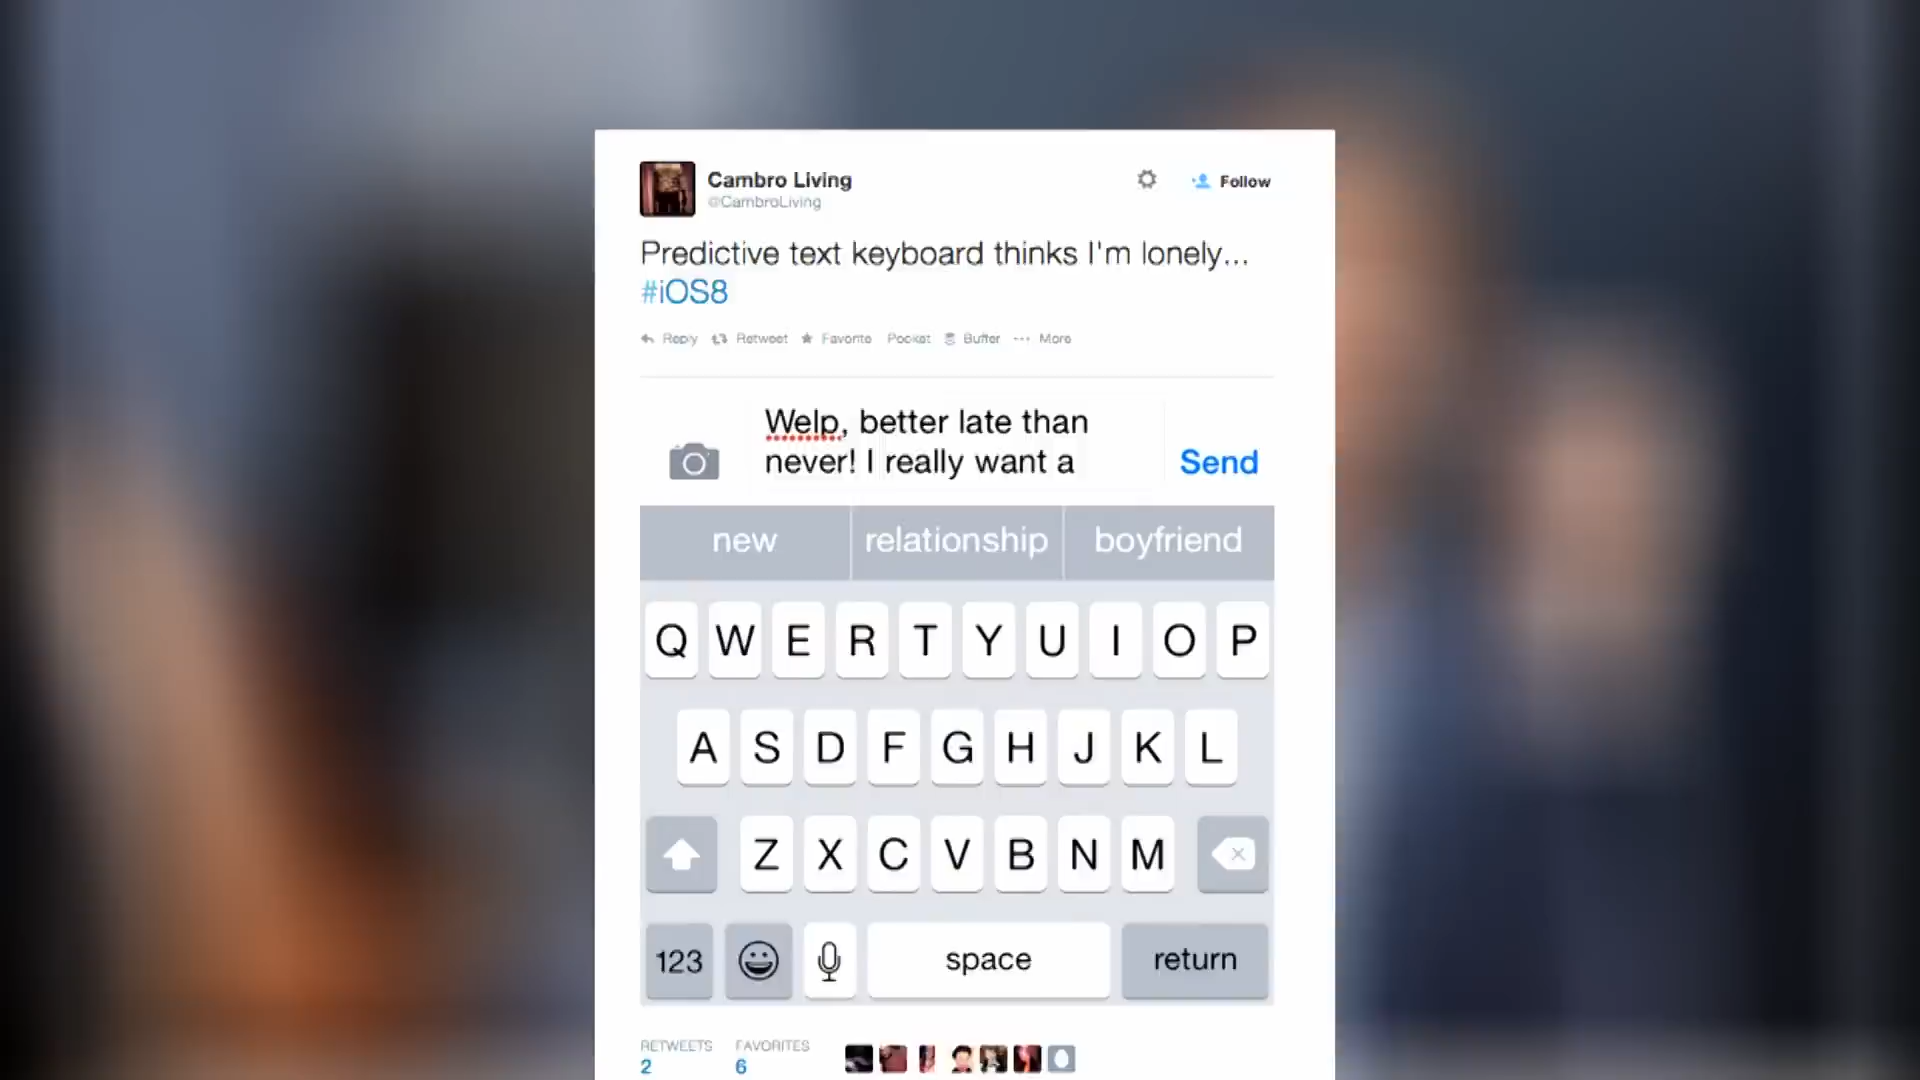 Cambro Living
@CambroLiving
Follow
Predictive text keyboard thinks I'm lonely...
#iOS8
Reply Retweet Favorite Pocket Buffer More
Welp, better late than
never! I really want a
Send
new relationship boyfriend
Q W E R T Y U I O P
A S D F G H J K L
Z X C V B N M
123 space return
RETWEETS FAVORITES
2 6